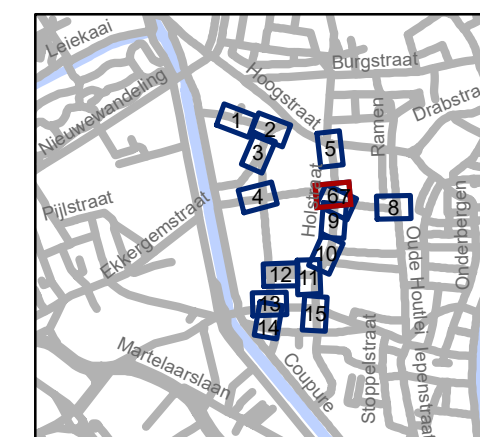 Leiekaai
Burgstraat
Hoogstraat
Nieuwewandeling
Ramen
Drabstra
1
2
3
5
Pijlstraat
Ekkergemstraat
4
Holstraat
6
7
8
9
Onderbergen
10
Oude Houtlei
12
11
13
14
15
Martelaarslaan
Coupure
Stoppelstraat
Iepenstraa